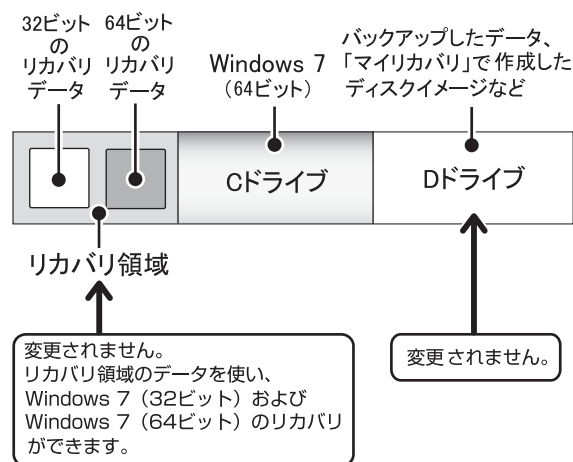 32ビット
の
リカバリ
データ
64ビット
の
リカバリ
データ
Windows 7
（64ビット）
バックアップしたデータ、
「マイリカバリ」で作成した
ディスクイメージなど
Cドライブ
Dドライブ
リカバリ領域
変更されません。
リカバリ領域のデータを使い、
Windows 7（32ビット）および
Windows 7（64ビット）のリカバリ
ができます。
変更されません。